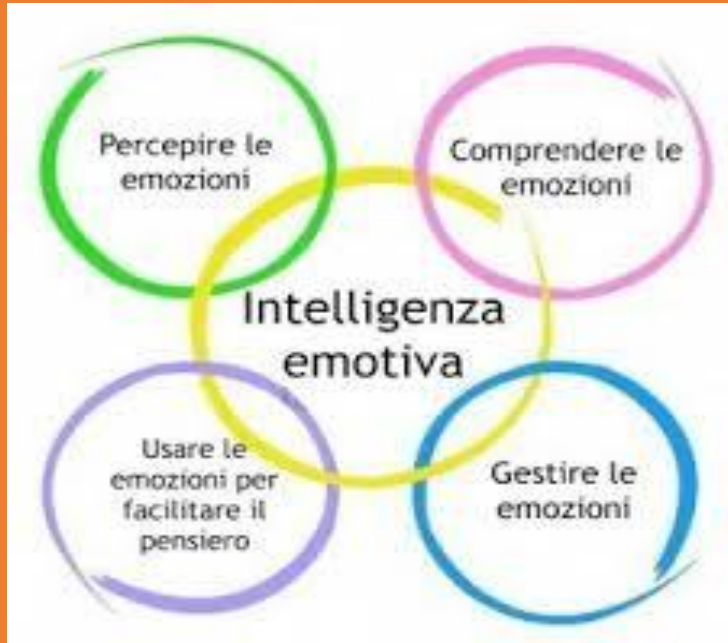 Percepire le
emozioni
Comprendere le
emozioni
Intelligenza
emotiva
Usare le
emozioni per
facilitare il
pensiero
Gestire le
emozioni